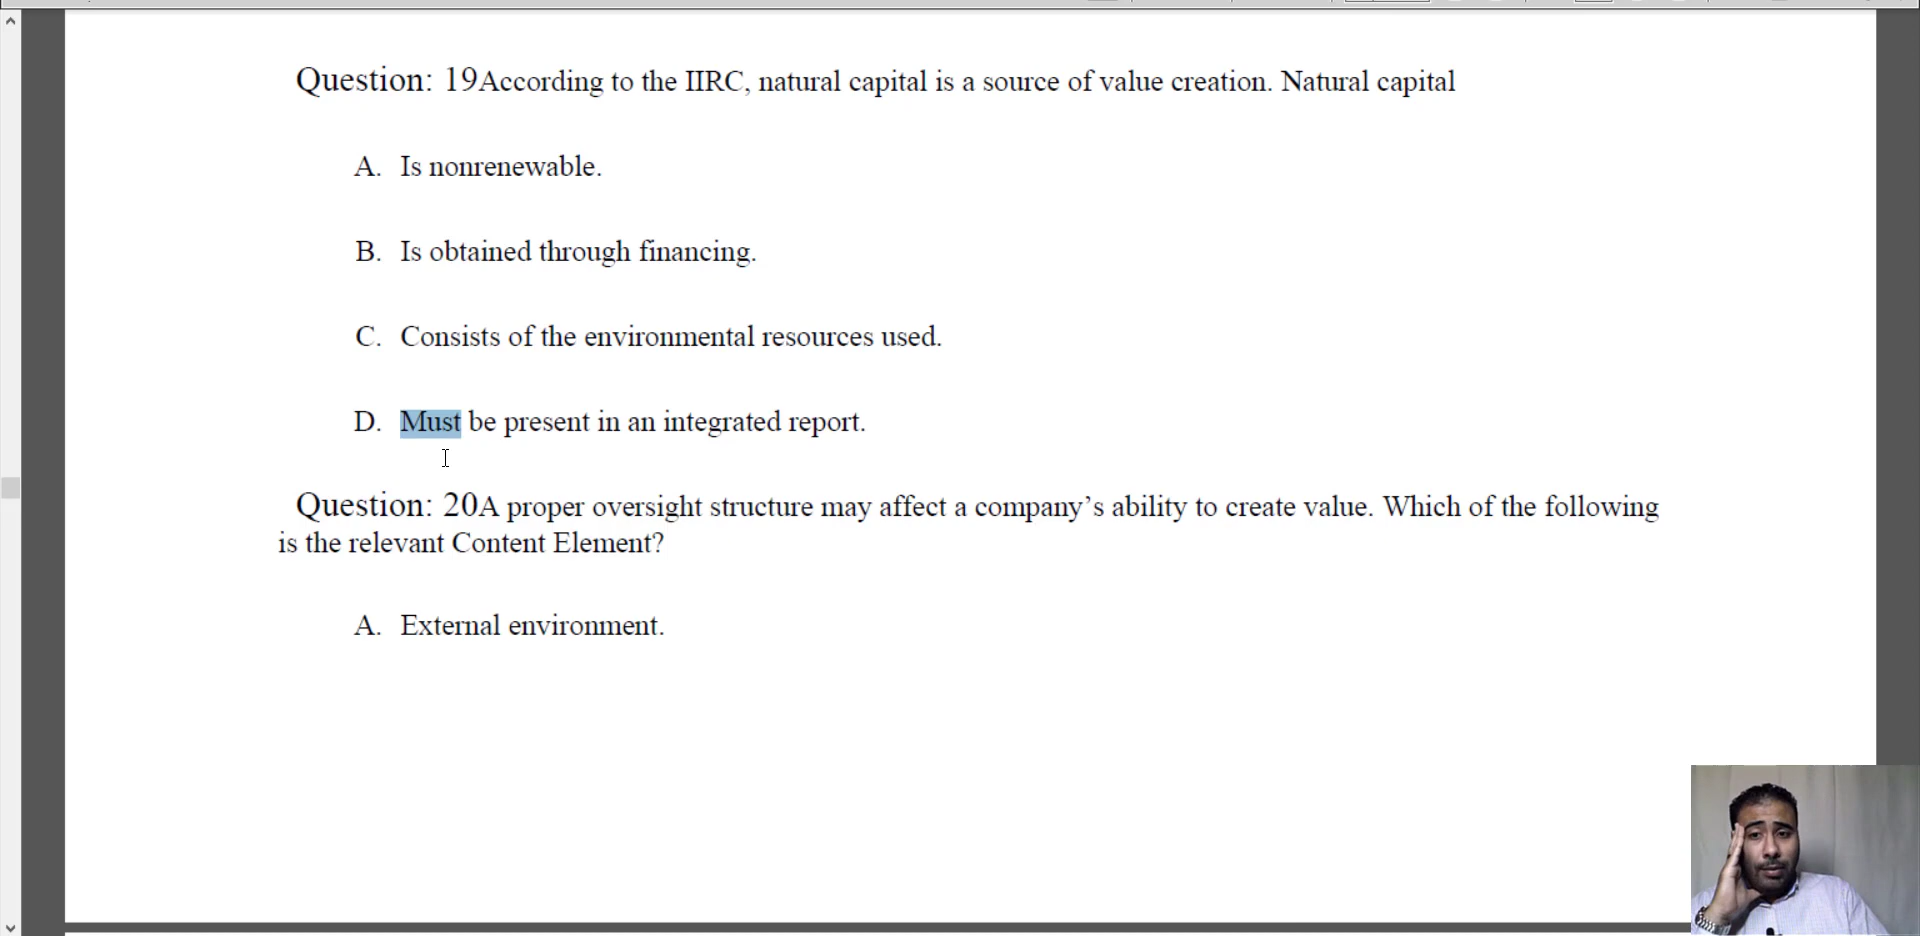 Question: 19According to the IIRC, natural capital is a source of value creation. Natural capital
A. Is nonrenewable.
B. Is obtained through financing.
C. Consists of the environmental resources used.
D. Must be present in an integrated report.
Question: 20A proper oversight structure may affect a company’s ability to create value. Which of the following
is the relevant Content Element?
A. External environment.